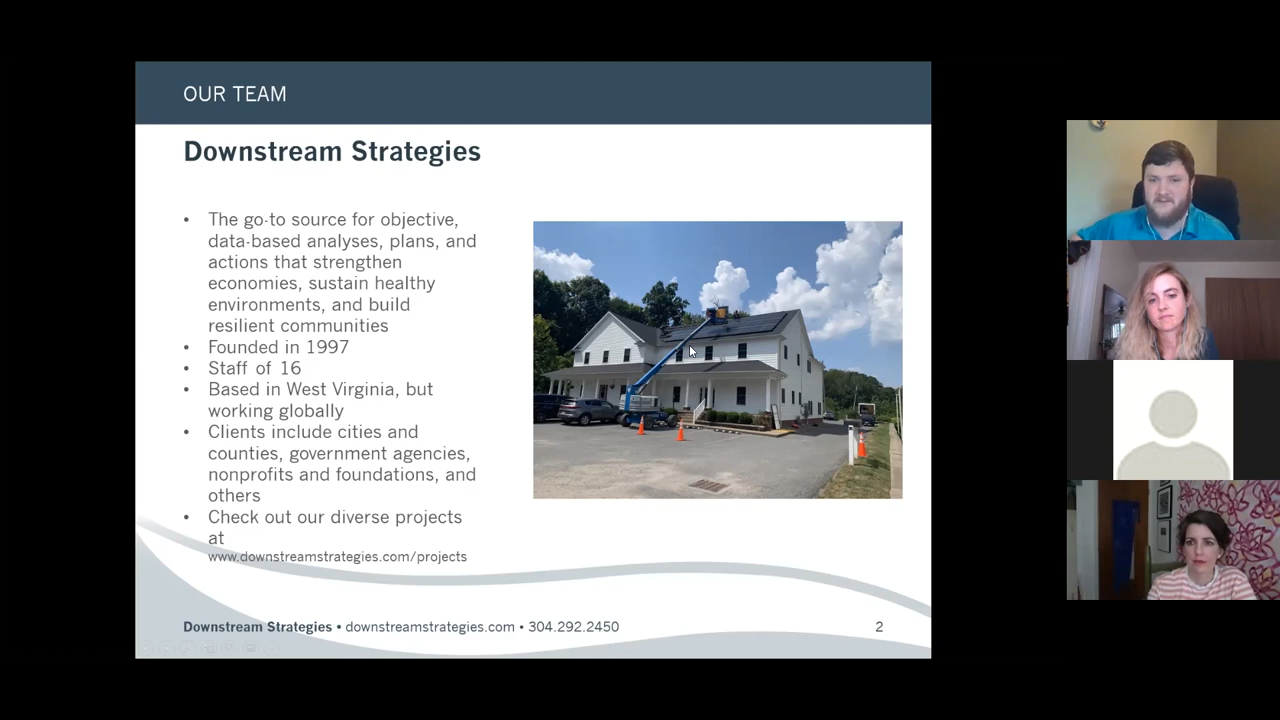 OUR TEAM
Downstream Strategies
• The go-to source for objective,
data-based analyses, plans, and
actions that strengthen
economies, sustain healthy
environments, and build
resilient communities
• Founded in 1997
• Staff of 16
• Based in West Virginia, but
working globally
• Clients include cities and
counties, government agencies,
nonprofits and foundations, and
others
• Check out our diverse projects
at
www.downstreamstrategies.com/projects
Downstream Strategies • downstreamstrategies.com • 304.292.2450
2